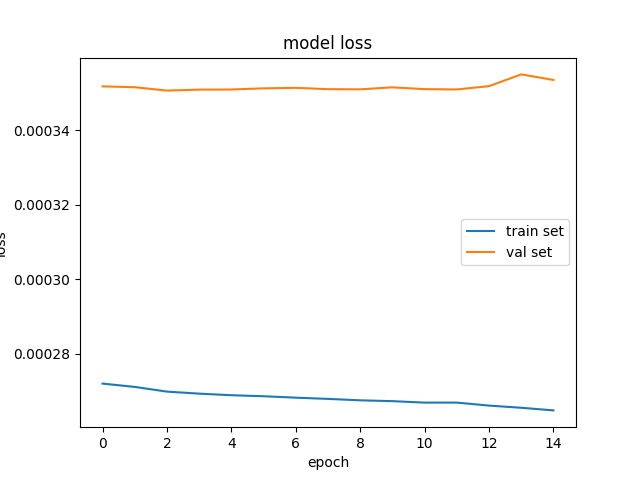 model loss
0.00034
0.00032
0.00030
0.00028
loss
train set
val set
0 2 4 6 8 10 12 14
epoch